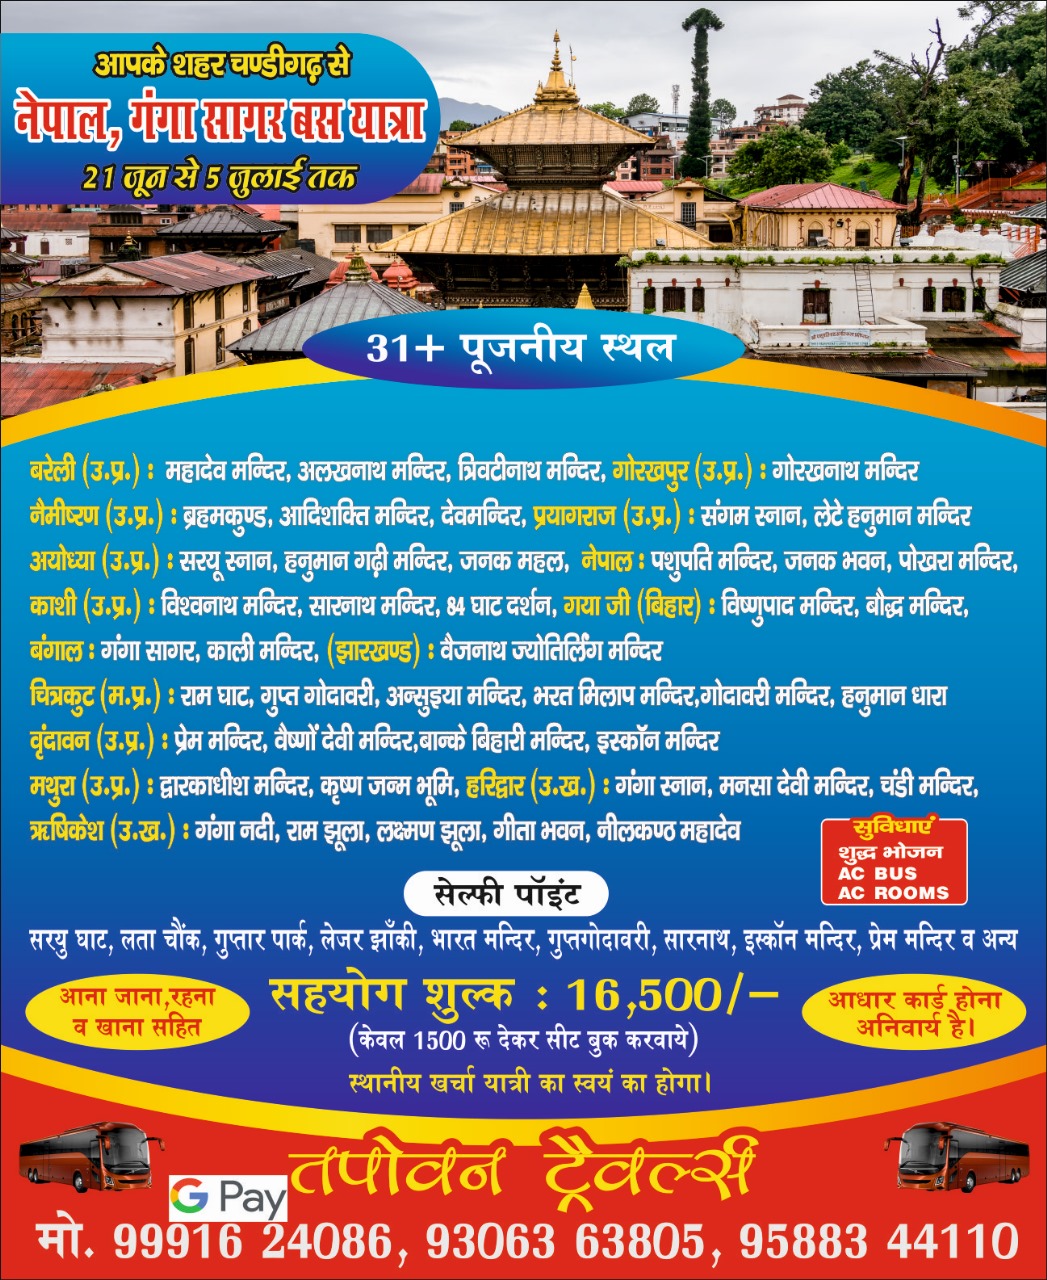 आपके शहर चण्डीगढ़ से
नेपाल, गंगा सागर बस यात्रा
21 जून से 5 जुलाई तक
31+ पूजनीय स्थल
बरेली (उ.प्र.) : महादेव मन्दिर, अलखनाथ मन्दिर, त्रिवटीनाथ मन्दिर, गोरखपुर (उ.प्र.) : गोरखनाथ मन्दिर
नैमीष्रण (उ.प्र.) : ब्रहमकुण्ड, आदिशक्ति मन्दिर, देवमन्दिर, प्रयागराज (उ.प्र.) : संगम स्नान, लेटे हनुमान मन्दिर
अयोध्या (उ.प्र.) : सरयू स्नान, हनुमान गढ़ी मन्दिर, जनक महल, नेपाल : पशुपति मन्दिर, जनक भवन, पोखरा मन्दिर,
काशी (उ.प्र.) : विश्वनाथ मन्दिर, सारनाथ मन्दिर, 84 घाट दर्शन, गया जी (बिहार) : विष्णुपाद मन्दिर, बौद्ध मन्दिर,
बंगाल : गंगा सागर, काली मन्दिर, (झारखण्ड) : वैजनाथ ज्योतिर्लिंग मन्दिर
चित्रकुट (म.प्र.) : राम घाट, गुप्त गोदावरी, अन्सुइया मन्दिर, भरत मिलाप मन्दिर,गोदावरी मन्दिर, हनुमान धारा
वृंदावन (उ.प्र.) : प्रेम मन्दिर, वैष्णों देवी मन्दिर,बान्के बिहारी मन्दिर, इस्कॉन मन्दिर
मथुरा (उ.प्र.) : द्वारकाधीश मन्दिर, कृष्ण जन्म भूमि, हरिद्वार (उ.ख.) : गंगा स्नान, मनसा देवी मन्दिर, चंडी मन्दिर,
ऋषिकेश (उ.ख.) : गंगा नदी, राम झूला, लक्ष्मण झूला, गीता भवन, नीलकण्ठ महादेव
सुविधाएं
शुद्ध भोजन
AC BUS
AC ROOMS
सेल्फी पॉइंट
सरयु घाट, लता चौंक, गुप्तार पार्क, लेजर झाँकी, भारत मन्दिर, गुप्तगोदावरी, सारनाथ, इस्कॉन मन्दिर, प्रेम मन्दिर व अन्य
आना जाना,रहना
व खाना सहित
सहयोग शुल्क : 16,500/-
(केवल 1500 रू देकर सीट बुक करवाये)
आधार कार्ड होना
अनिवार्य है।
स्थानीय खर्चा यात्री का स्वयं का होगा।
तपोवन ट्रैवर्ल्स
G Pay
मो. 99916 24086, 93063 63805, 95883 44110